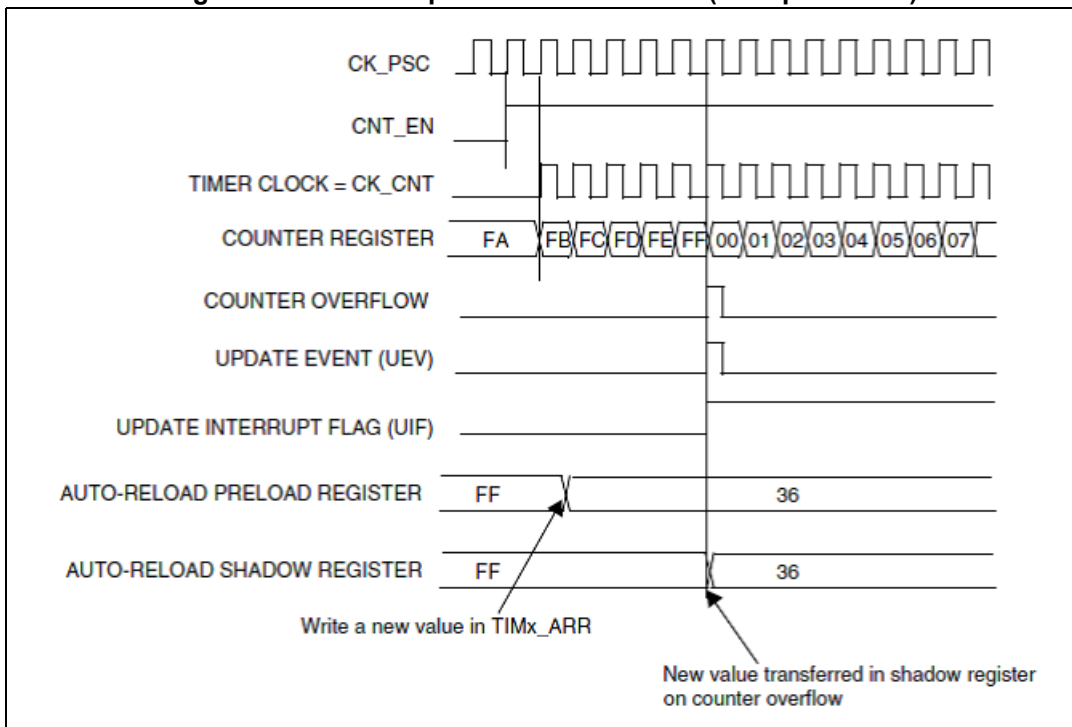 CK_PSC
CNT_EN
TIMER CLOCK = CK_CNT
COUNTER REGISTER FA FB FC FD FE FF 00 01 02 03 04 05 06 07
COUNTER OVERFLOW
UPDATE EVENT (UEV)
UPDATE INTERRUPT FLAG (UIF)
AUTO-RELOAD PRELOAD REGISTER FF 36
AUTO-RELOAD SHADOW REGISTER FF 36
Write a new value in TIMx_ARR
New value transferred in shadow register
on counter overflow